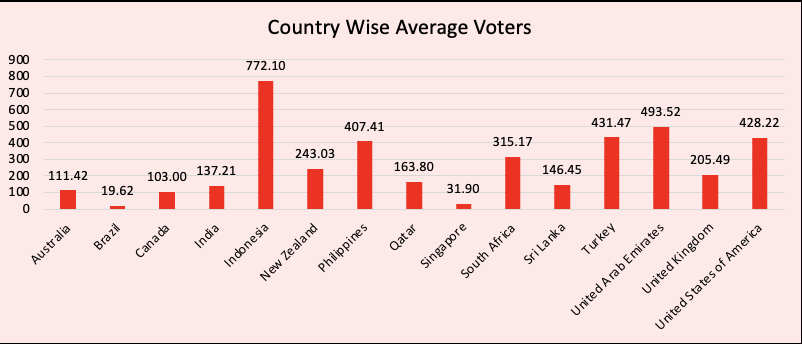 Country Wise Average Voters
900
800
700
600
500
400
300
200
100
0
111.42
19.62
103.00
137.21
772.10
243.03
407.41
163.80
31.90
315.17
146.45
431.47
493.52
205.49
428.22
Australia
Brazil
Canada
India
Indonesia
New Zealand
Philippines
Qatar
Singapore
South Africa
Sri Lanka
Turkey
United Arab Emirates
United Kingdom
United States of America